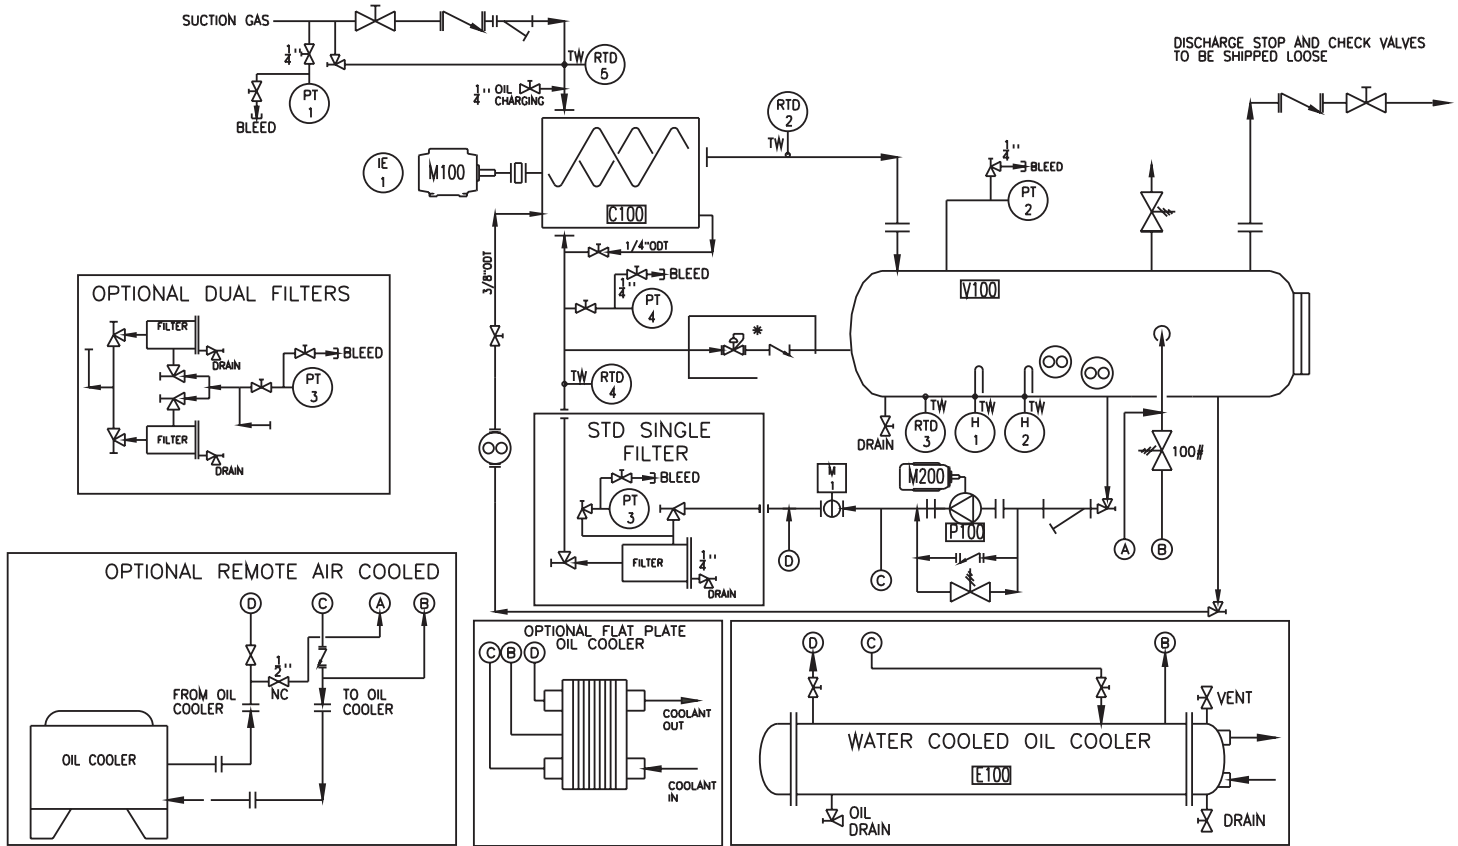 SUCTION GAS
1/4"
PT
1
BLEED
TW
RTD
5
1/4" OIL
CHARGING
IE
1
M100
C100
RTD
2
TW
DISCHARGE STOP AND CHECK VALVES
TO BE SHIPPED LOOSE
1/4"
BLEED
PT
2
V100
3/8"ODT
1/4"ODT
BLEED
1/4"
PT
4
*
TW
RTD
4
OPTIONAL DUAL FILTERS
FILTER
DRAIN
BLEED
PT
3
FILTER
DRAIN
STD SINGLE
FILTER
BLEED
PT
3
FILTER
1/4"
DRAIN
DRAIN
TW
RTD
3
TW
H
1
TW
H
2
M
1
M200
P100
100#
A
B
C
D
OPTIONAL REMOTE AIR COOLED
D
C
A
B
1/2"
NC
FROM OIL
COOLER
TO OIL
COOLER
OIL COOLER
OPTIONAL FLAT PLATE
OIL COOLER
C
B
D
COOLANT
OUT
COOLANT
IN
D
C
B
VENT
WATER COOLED OIL COOLER
E100
OIL
DRAIN
DRAIN